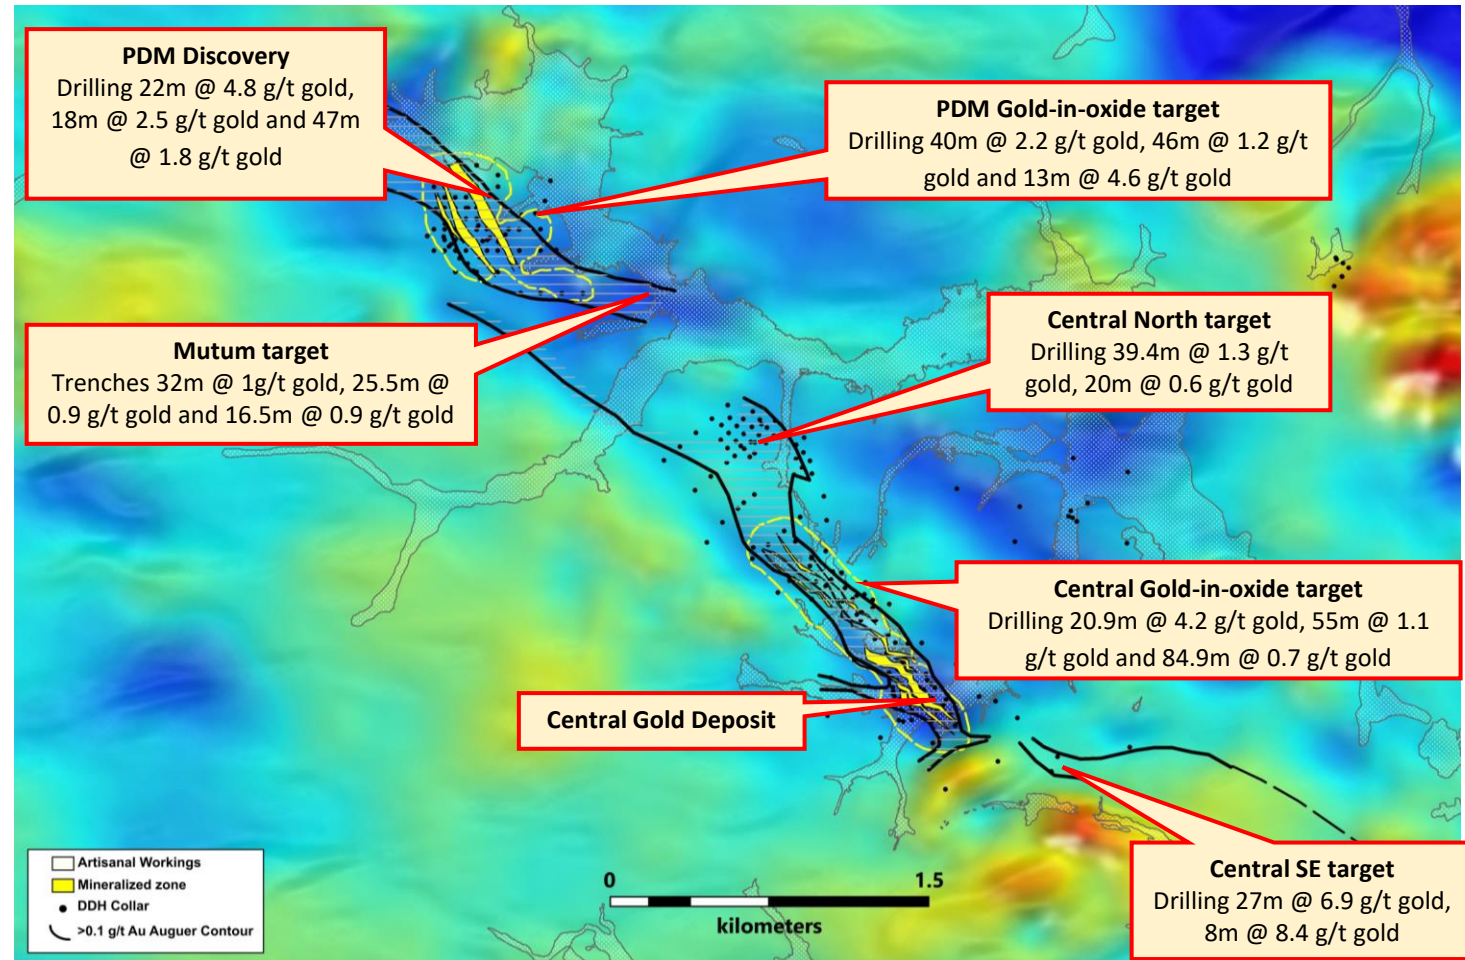 PDM Discovery
Drilling 22m @ 4.8 g/t gold,
18m @ 2.5 g/t gold and 47m
@ 1.8 g/t gold
PDM Gold-in-oxide target
Drilling 40m @ 2.2 g/t gold, 46m @ 1.2 g/t
gold and 13m @ 4.6 g/t gold
Mutum target
Trenches 32m @ 1g/t gold, 25.5m @
0.9 g/t gold and 16.5m @ 0.9 g/t gold
Central North target
Drilling 39.4m @ 1.3 g/t
gold, 20m @ 0.6 g/t gold
Central Gold-in-oxide target
Drilling 20.9m @ 4.2 g/t gold, 55m @ 1.1
g/t gold and 84.9m @ 0.7 g/t gold
Central Gold Deposit
Central SE target
Drilling 27m @ 6.9 g/t gold,
8m @ 8.4 g/t gold
Artisanal Workings
Mineralized zone
DDH Collar
>0.1 g/t Au Auguer Contour
0 1.5
kilometers